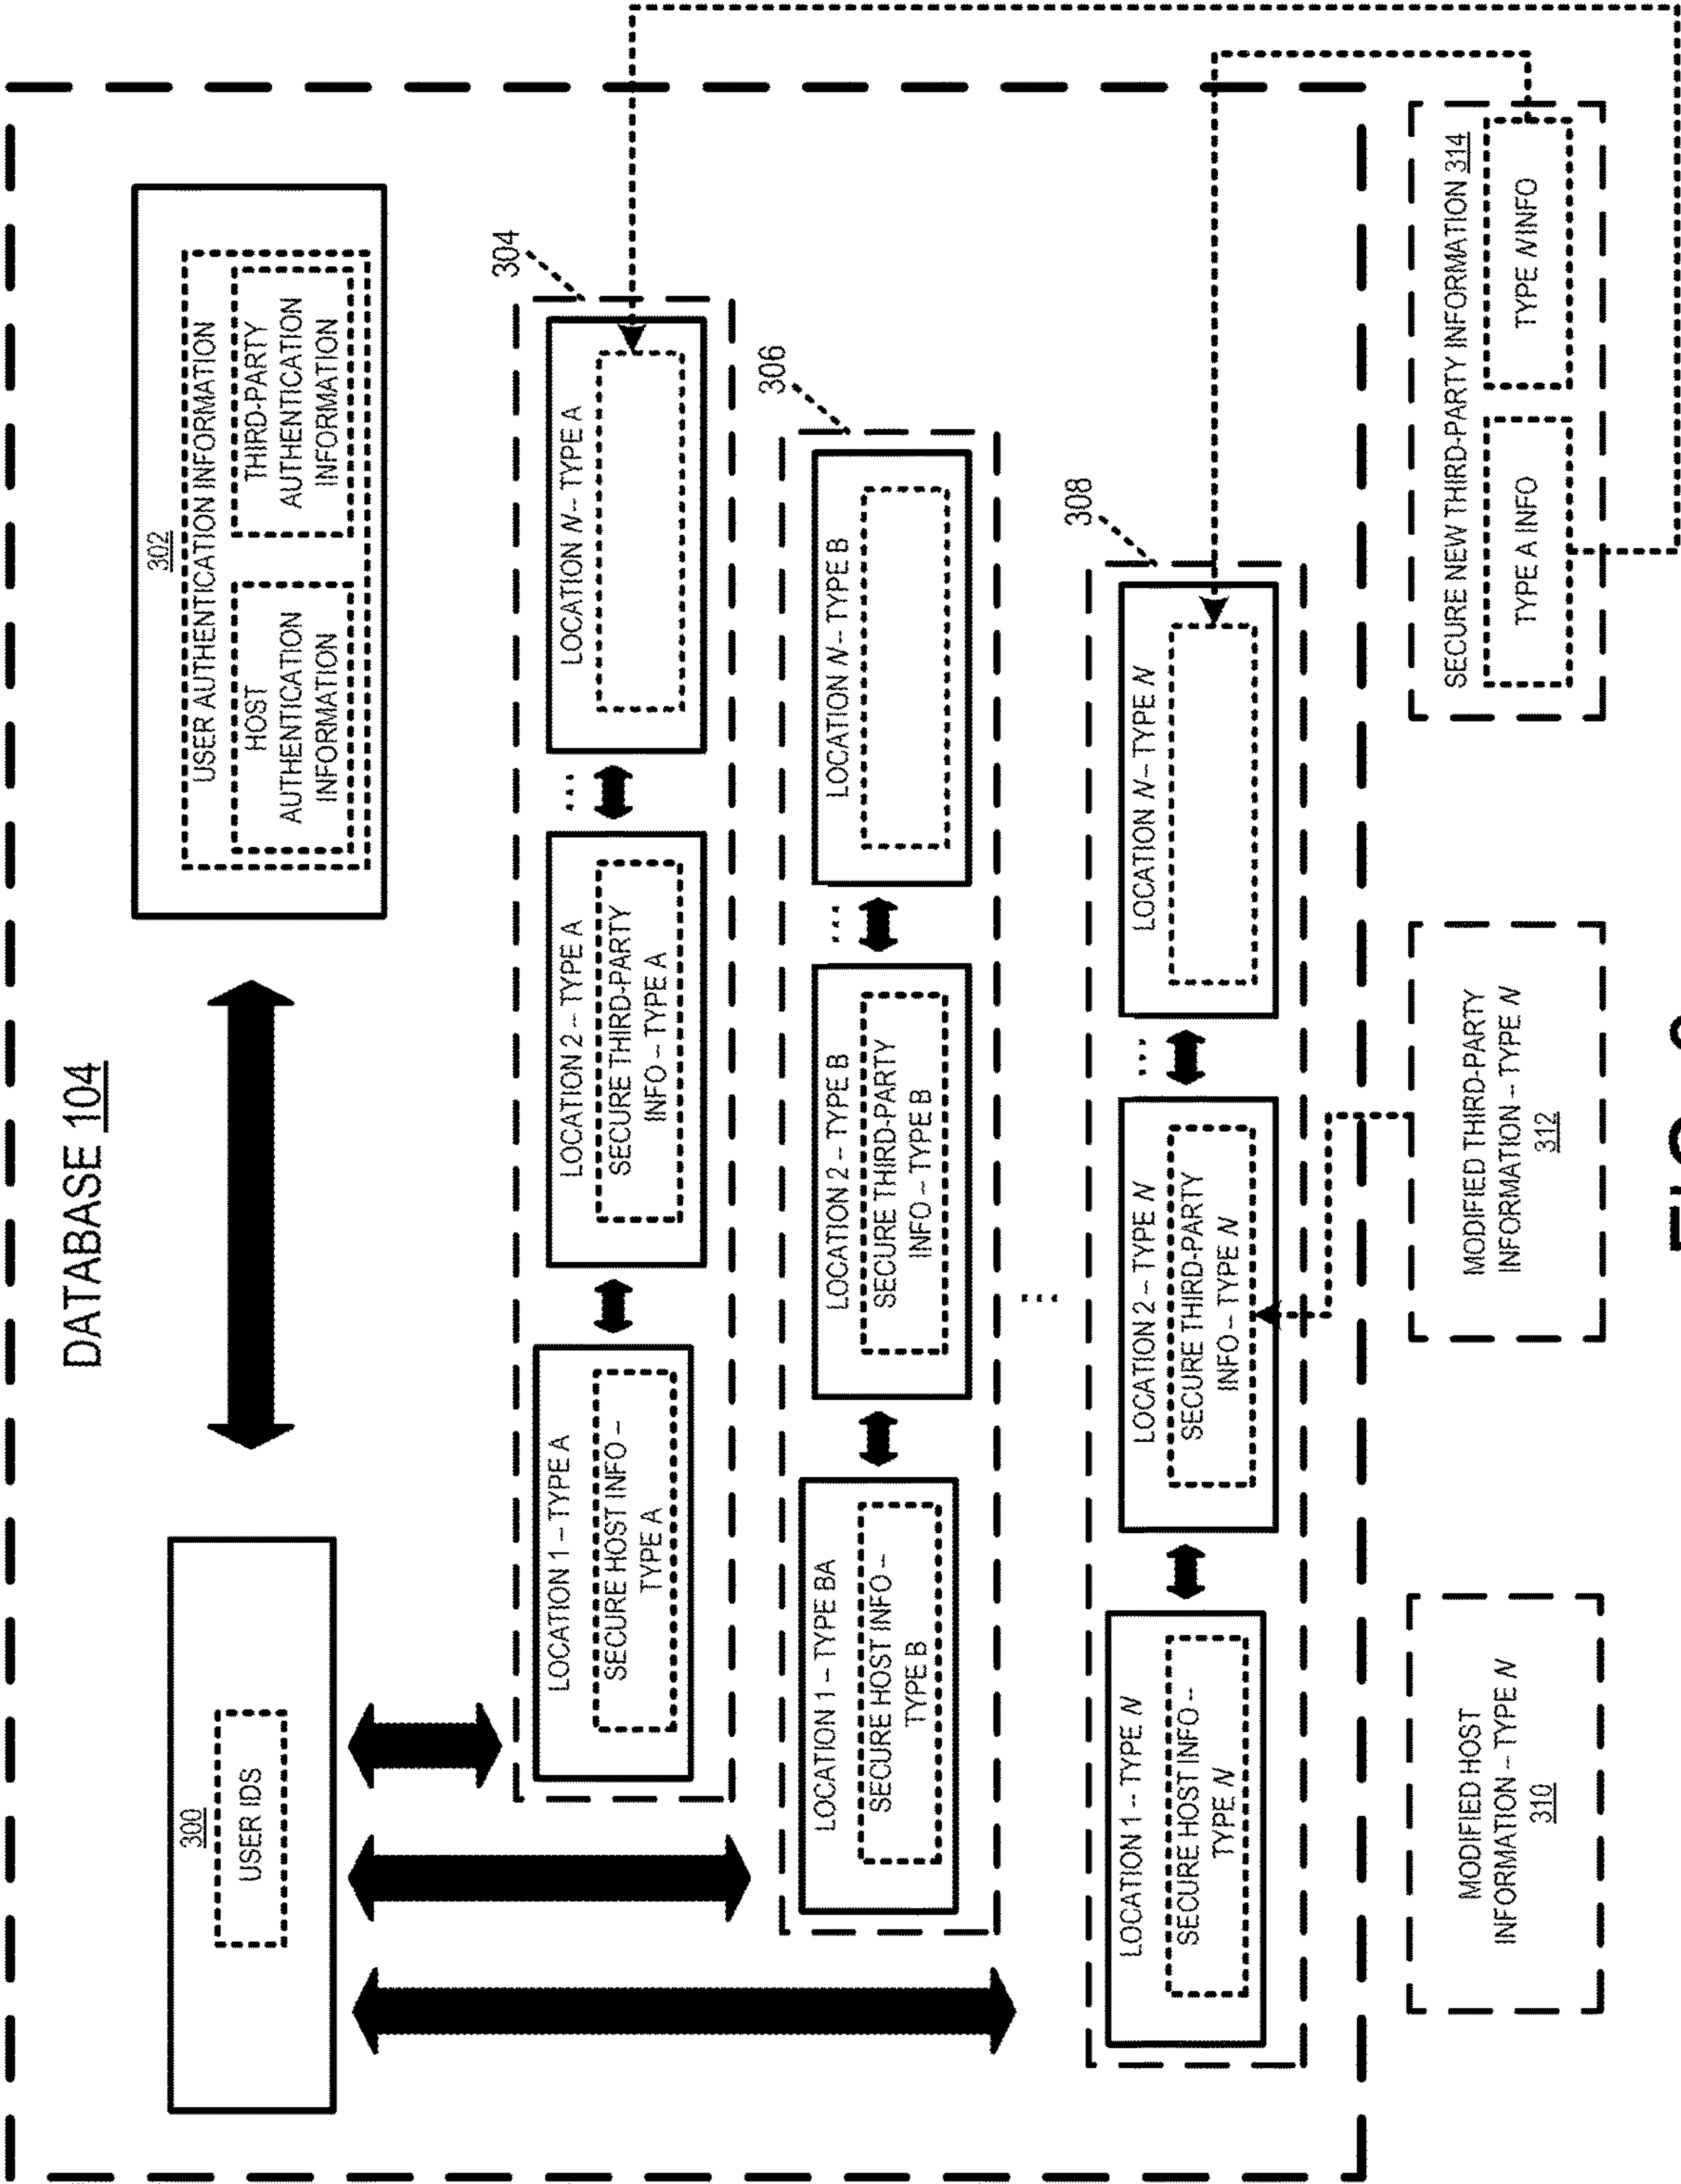 DATABASE 104
300
USER IDS
302
USER AUTHENTICATION INFORMATION
HOST
AUTHENTICATION
INFORMATION
THIRD-PARTY
AUTHENTICATION
INFORMATION
304
LOCATION 1 – TYPE A
SECURE HOST INFO –
TYPE A
LOCATION 2 – TYPE A
SECURE THIRD-PARTY
INFO – TYPE A
...
LOCATION N – TYPE A
306
LOCATION 1 – TYPE BA
SECURE HOST INFO –
TYPE B
LOCATION 2 – TYPE B
SECURE THIRD-PARTY
INFO – TYPE B
...
LOCATION N – TYPE B
...
308
LOCATION 1 – TYPE N
SECURE HOST INFO –
TYPE N
LOCATION 2 – TYPE N
SECURE THIRD-PARTY
INFO – TYPE N
...
LOCATION N – TYPE N
MODIFIED HOST
INFORMATION – TYPE N
310
MODIFIED THIRD-PARTY
INFORMATION – TYPE N
312
SECURE NEW THIRD-PARTY INFORMATION 314
TYPE A INFO
TYPE N INFO